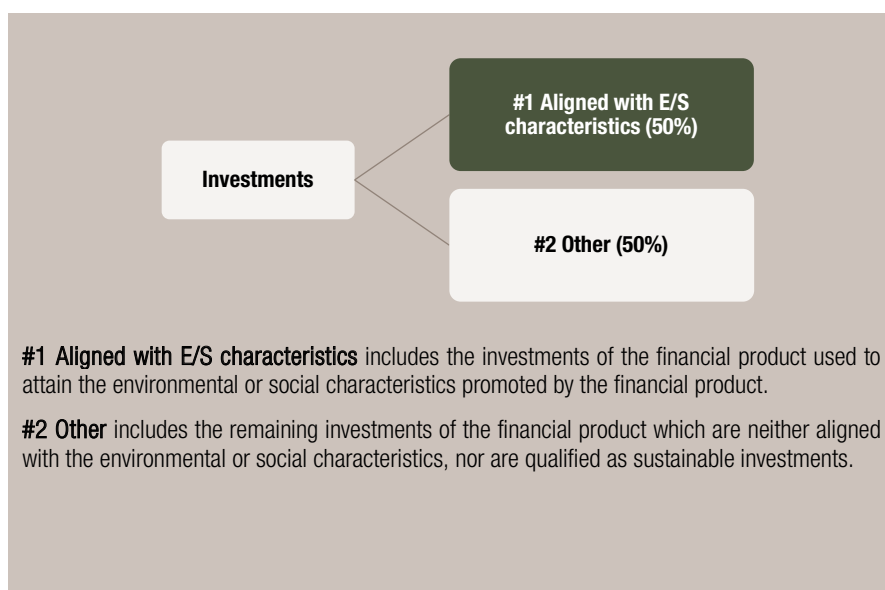 #1 Aligned with E/S
characteristics (50%)
Investments
#2 Other (50%)
#1 Aligned with E/S characteristics includes the investments of the financial product used to
attain the environmental or social characteristics promoted by the financial product.
#2 Other includes the remaining investments of the financial product which are neither aligned
with the environmental or social characteristics, nor are qualified as sustainable investments.